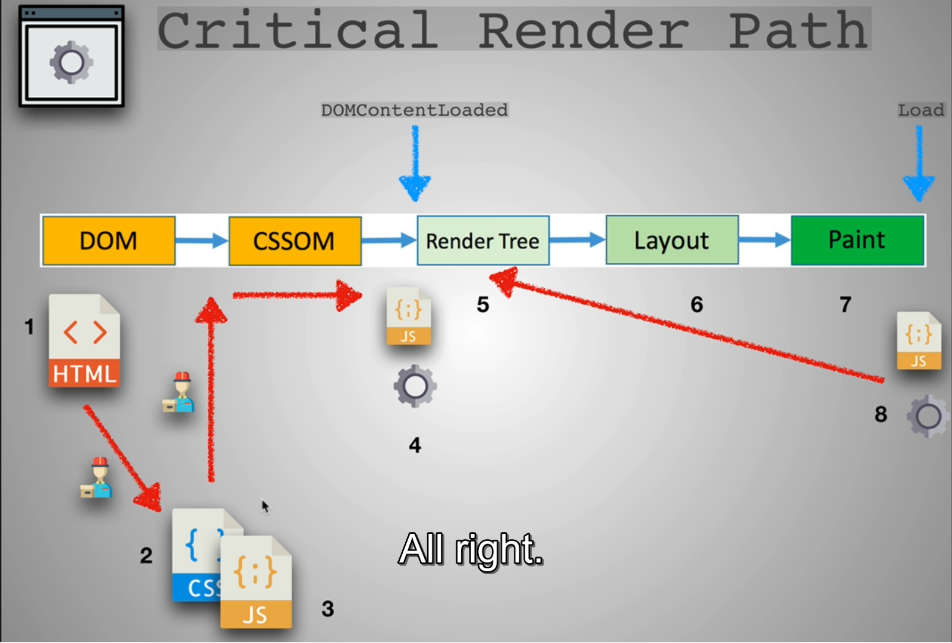 Critical Render Path
DOMContentLoaded
Load
DOM
CSSOM
Render Tree
Layout
Paint
1
HTML
{;}
JS
5
6
7
{;}
JS
8
4
2
{ }
CSS
{;}
JS
3
All right.